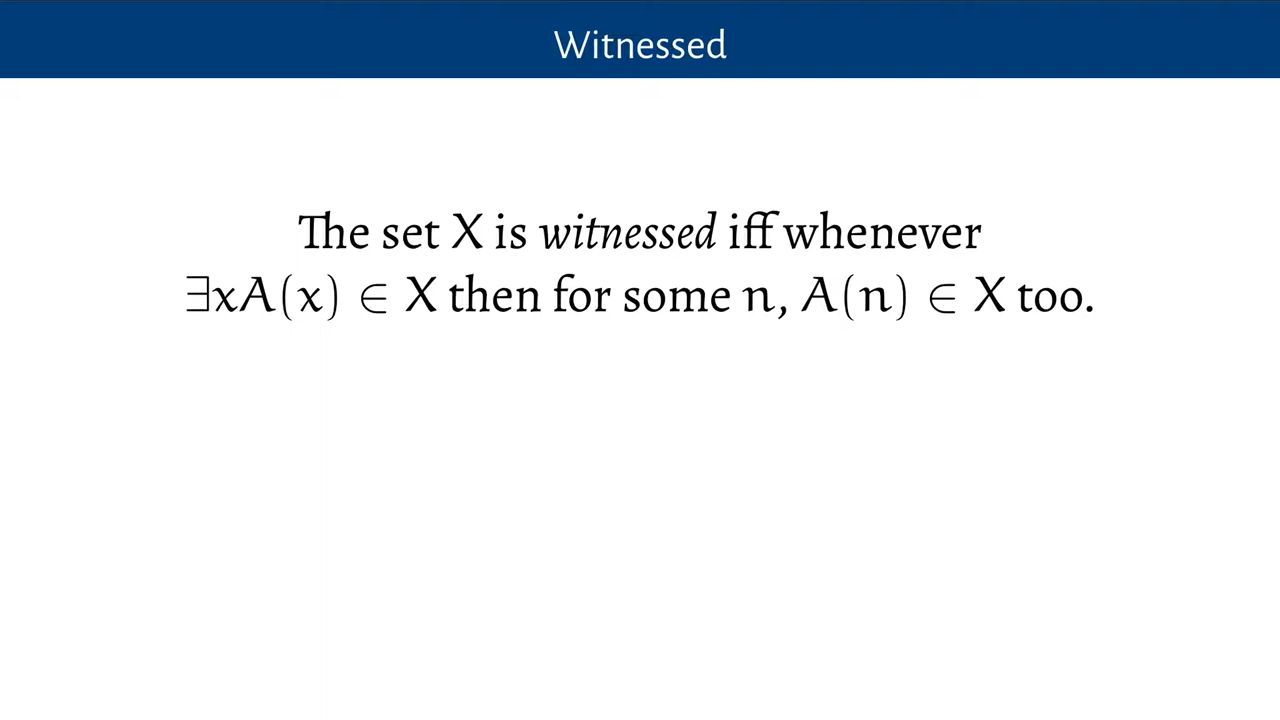 Witnessed
The set X is witnessed iff whenever
∃xA(x) ∈ X then for some n, A(n) ∈ X too.